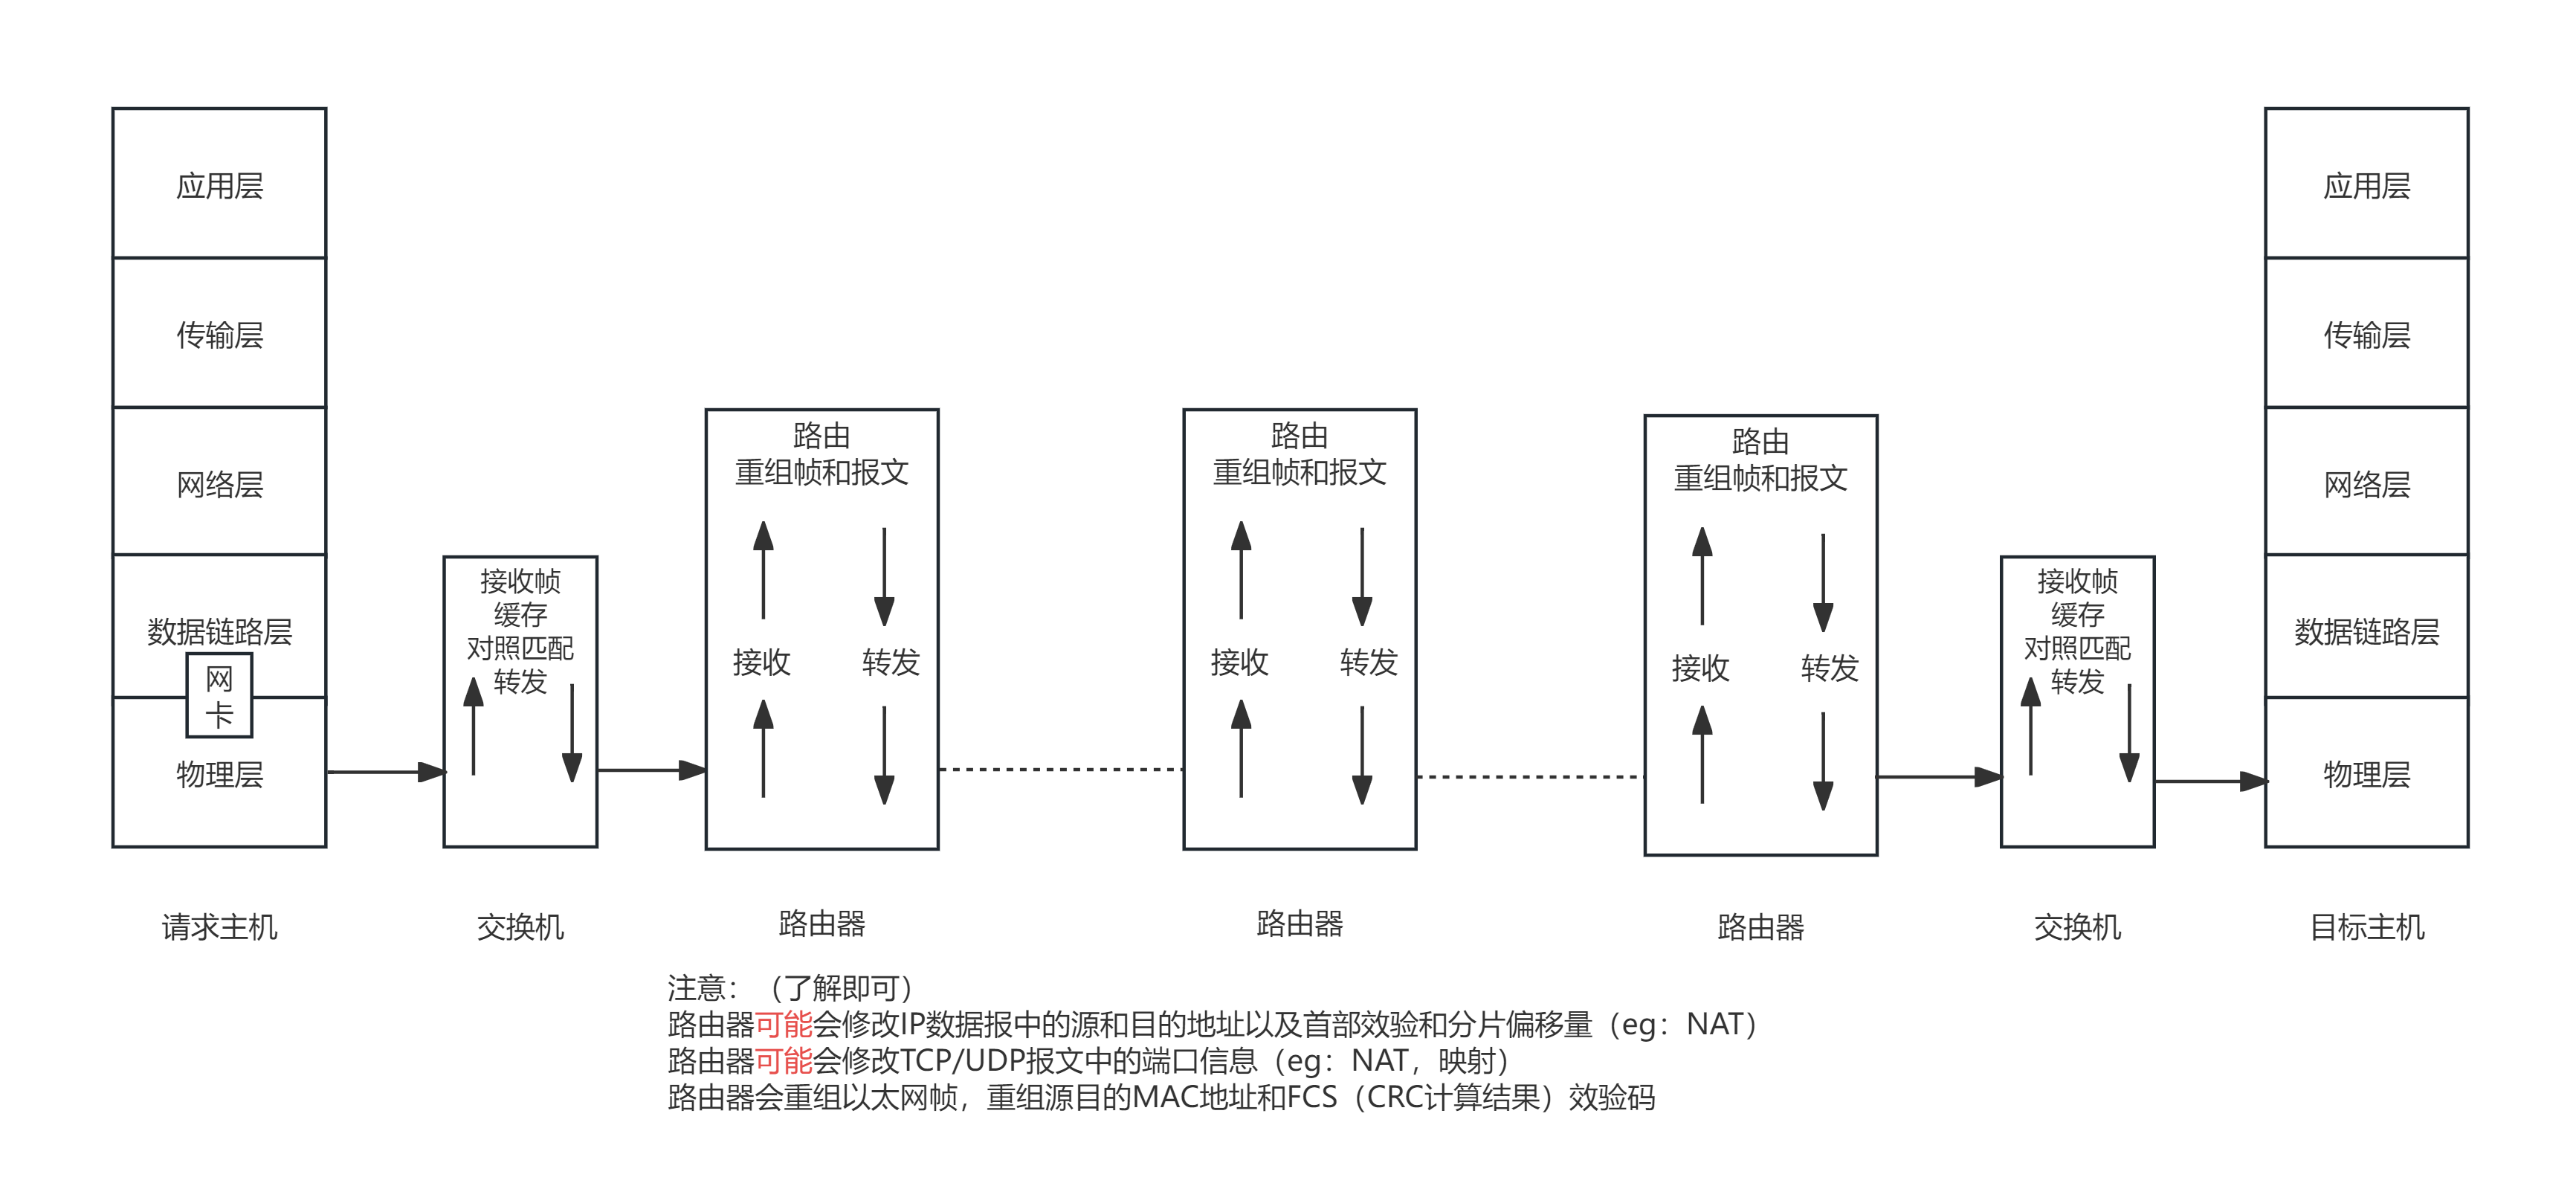 应用层
传输层
网络层
数据链路层
网
卡
物理层
请求主机
接收帧
缓存
对照匹配
转发
交换机
路由
重组帧和报文
接收
转发
路由器
路由
重组帧和报文
接收
转发
路由器
路由
重组帧和报文
接收
转发
路由器
接收帧
缓存
对照匹配
转发
交换机
应用层
传输层
网络层
数据链路层
物理层
目标主机
注意：（了解即可）
路由器可能会修改IP数据报中的源和目的地址以及首部效验和分片偏移量（eg：NAT）
路由器可能会修改TCP/UDP报文中的端口信息（eg：NAT，映射）
路由器会重组以太网帧，重组源目的MAC地址和FCS（CRC计算结果）效验码